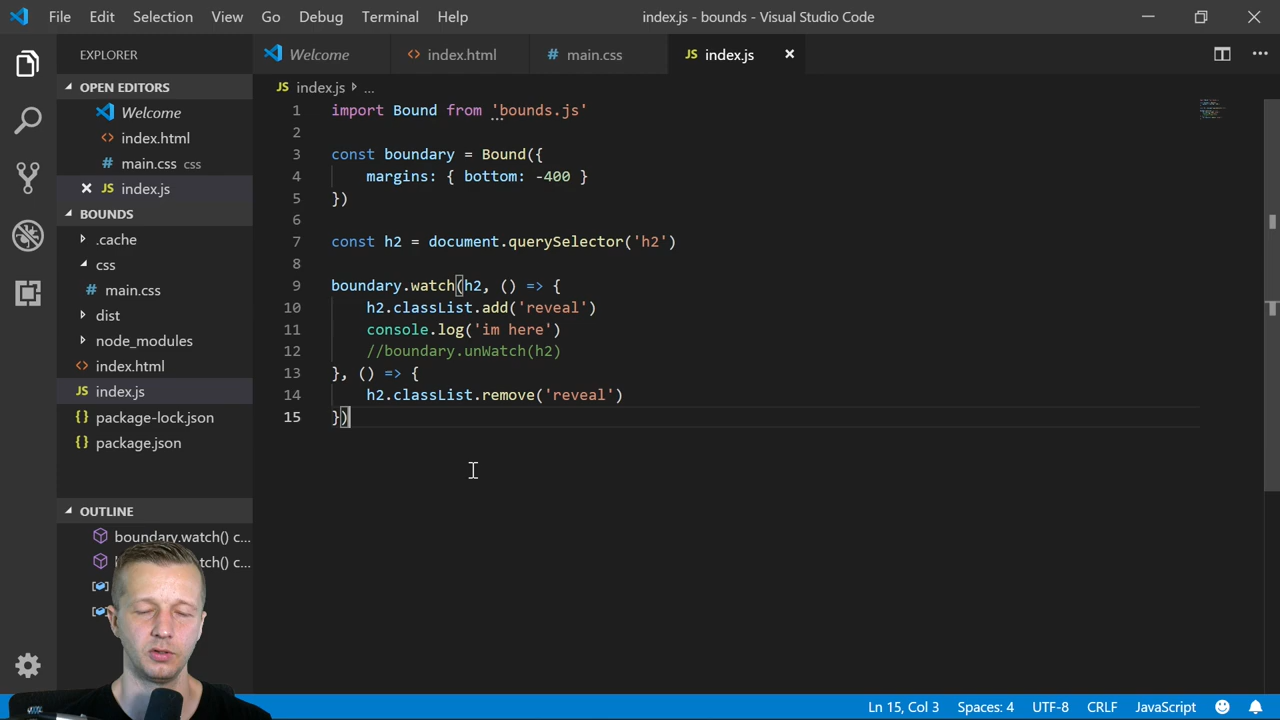 File Edit Selection View Go Debug Terminal Help
index.js - bounds - Visual Studio Code
EXPLORER
OPEN EDITORS
Welcome
index.html
main.css css
index.js
BOUNDS
.cache
css
main.css
dist
node_modules
index.html
JS index.js
{} package-lock.json
{} package.json
OUTLINE
boundary.watch() c...
tch() c...
Welcome
<> index.html
# main.css
JS index.js
JS index.js ...
1 import Bound from 'bounds.js'
2
3 const boundary = Bound({
4 margins: { bottom: -400 }
5 })
6
7 const h2 = document.querySelector('h2')
8
9 boundary.watch(h2, () => {
10 h2.classList.add('reveal')
11 console.log('im here')
12 //boundary.unWatch(h2)
13 }, () => {
14 h2.classList.remove('reveal')
15 })
Ln 15, Col 3 Spaces: 4 UTF-8 CRLF JavaScript